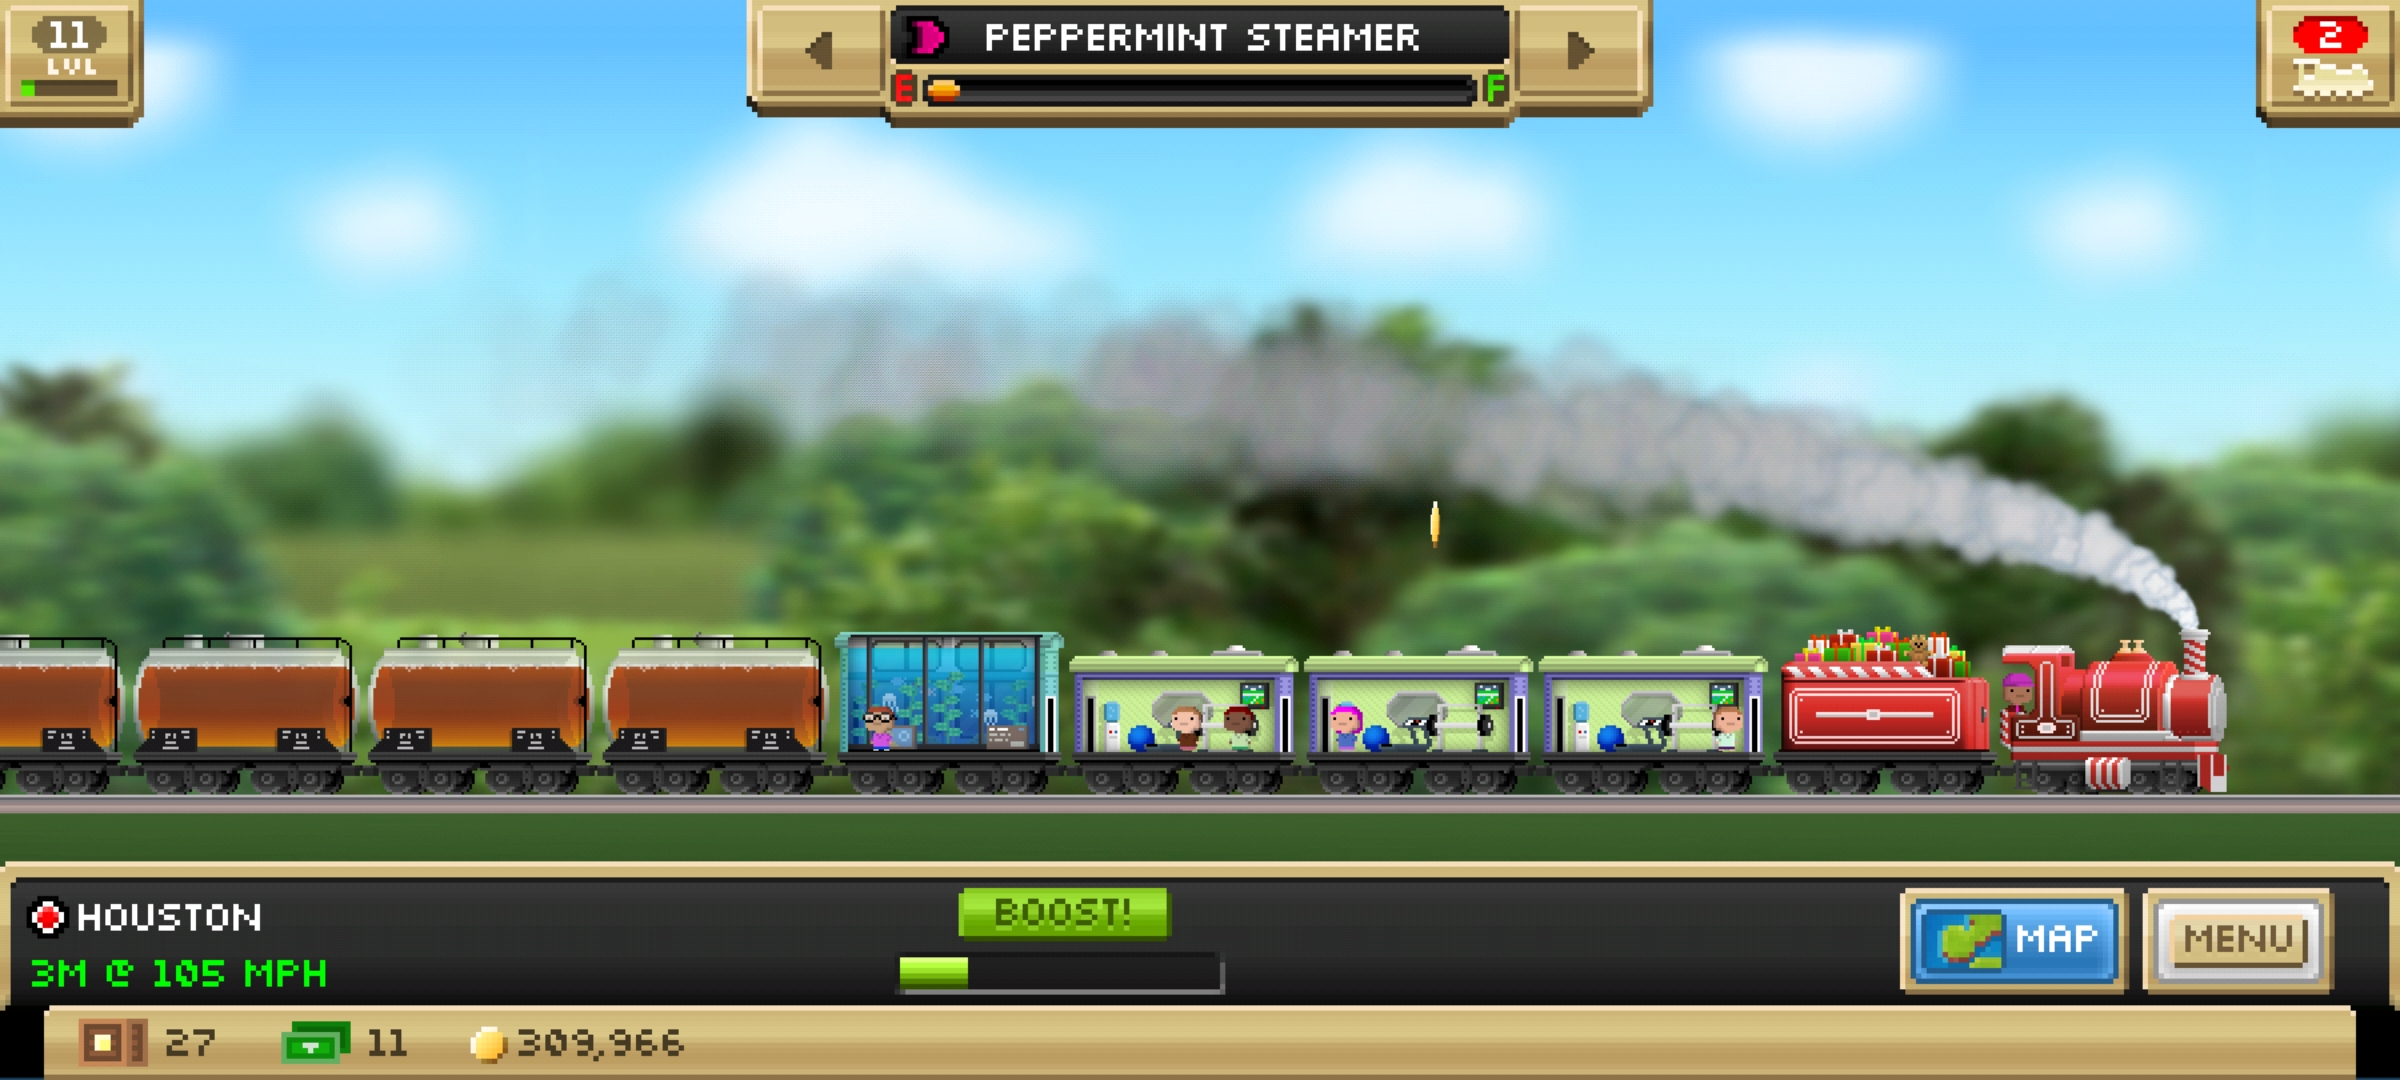 11
LVL
PEPPERMINT STEAMER
E F
2
HOUSTON
3M @ 105 MPH
BOOST!
MAP
MENU
27
11
309,966